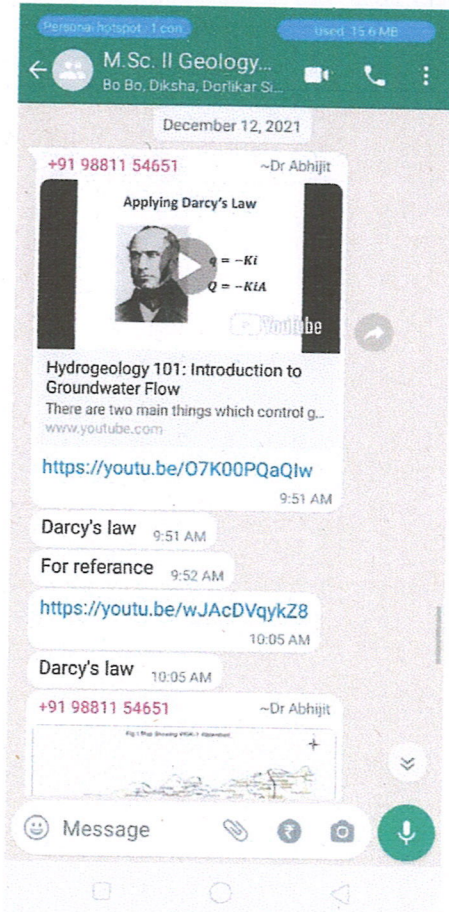 Personal hotspot: 1 con
Used 15.6 MB
M.Sc. II Geology...
Bo Bo, Diksha, Dorlikar Si...
December 12, 2021
+91 98811 54651 ~Dr Abhijit
Applying Darcy's Law
q = -Ki
Q = -KiA
YouTube
Hydrogeology 101: Introduction to
Groundwater Flow
There are two main things which control g...
www.youtube.com
https://youtu.be/O7K00PQaQIw
9:51 AM
Darcy's law 9:51 AM
For referance 9:52 AM
https://youtu.be/wJAcDVqykZ8
10:05 AM
Darcy's law 10:05 AM
+91 98811 54651 ~Dr Abhijit
Message